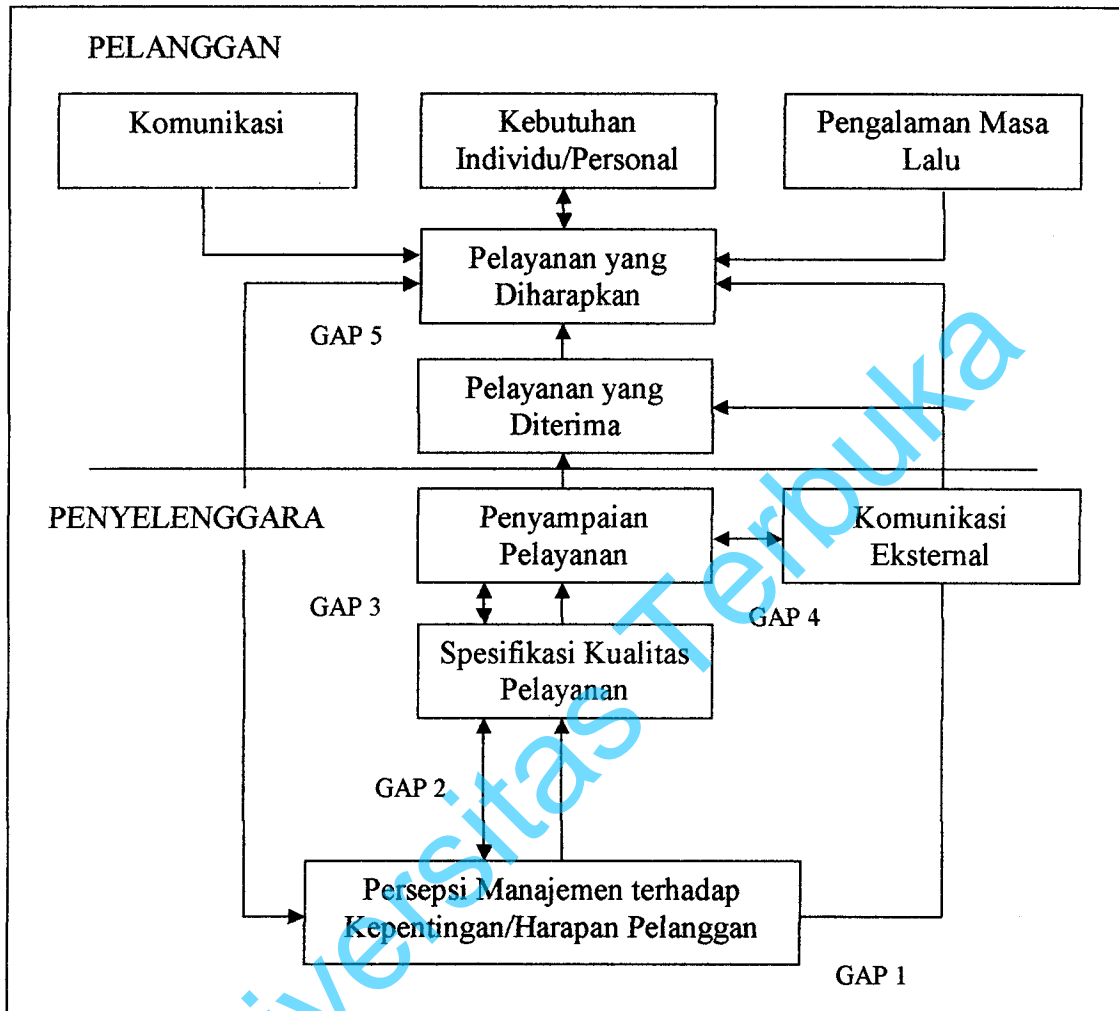 PELANGGAN
Komunikasi
Kebutuhan
Individu/Personal
Pengalaman Masa
Lalu
Pelayanan yang
Diharapkan
GAP 5
Pelayanan yang
Diterima
PENYELENGGARA
Penyampaian
Pelayanan
Komunikasi
Eksternal
GAP 3
GAP 4
Spesifikasi Kualitas
Pelayanan
GAP 2
Persepsi Manajemen terhadap
Kepentingan/Harapan Pelanggan
GAP 1
Universitas Terbuka